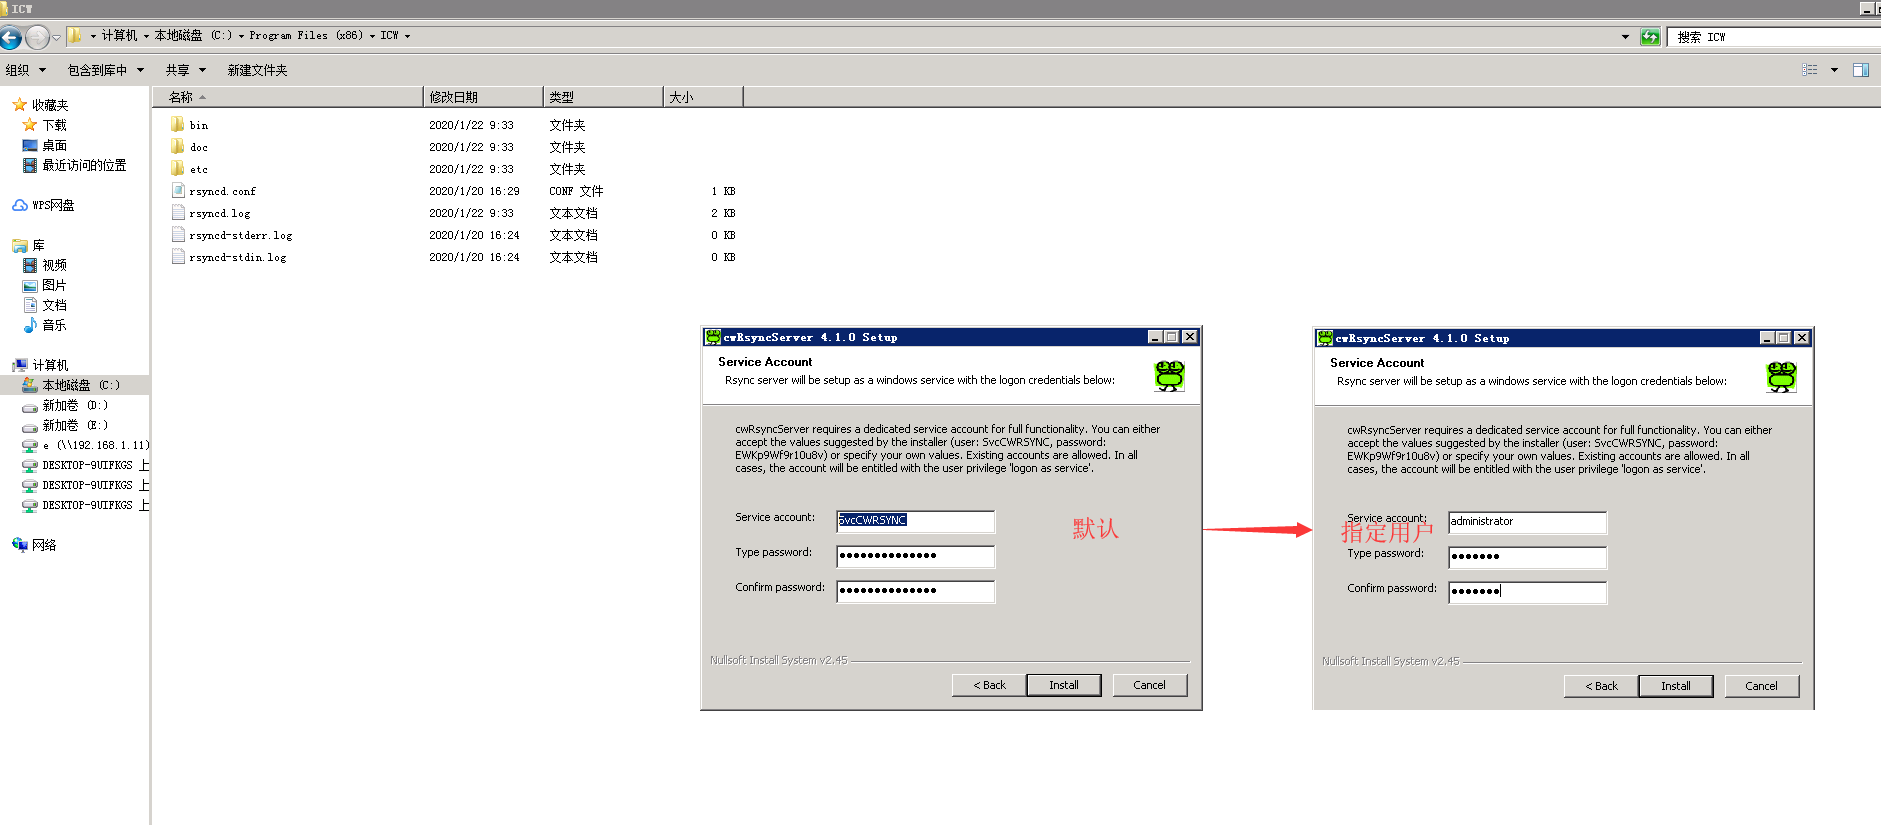 ICW
计算机 本地磁盘 (C:) Program Files (x86) ICW
搜索 ICW
组织 包含到库中 共享 新建文件夹
名称 修改日期 类型 大小
收藏夹
下载
桌面
最近访问的位置
WPS网盘
库
视频
图片
文档
音乐
计算机
本地磁盘 (C:)
新加卷 (D:)
新加卷 (E:)
e (\\192.168.1.11)
DESKTOP-9UIFKGS 上
DESKTOP-9UIFKGS 上
DESKTOP-9UIFKGS 上
网络
bin 2020/1/22 9:33 文件夹
doc 2020/1/22 9:33 文件夹
etc 2020/1/22 9:33 文件夹
rsyncd.conf 2020/1/20 16:29 CONF 文件 1 KB
rsyncd.log 2020/1/22 9:33 文本文档 2 KB
rsyncd-stderr.log 2020/1/20 16:24 文本文档 0 KB
rsyncd-stdin.log 2020/1/20 16:24 文本文档 0 KB
cwRsyncServer 4.1.0 Setup
Service Account
Rsync server will be setup as a windows service with the logon credentials below:
cwRsyncServer requires a dedicated service account for full functionality. You can either
accept the values suggested by the installer (user: SvcCWRSYNC, password:
EWKp9Wf9r10u8v) or specify your own values. Existing accounts are allowed. In all
cases, the account will be entitled with the user privilege 'logon as service'.
Service account: SvcCWRSYNC
Type password: ●●●●●●●●●●●●●●
Confirm password: ●●●●●●●●●●●●●●
默认
Nullsoft Install System v2.45
< Back Install Cancel
cwRsyncServer 4.1.0 Setup
Service Account
Rsync server will be setup as a windows service with the logon credentials below:
cwRsyncServer requires a dedicated service account for full functionality. You can either
accept the values suggested by the installer (user: SvcCWRSYNC, password:
EWKp9Wf9r10u8v) or specify your own values. Existing accounts are allowed. In all
cases, the account will be entitled with the user privilege 'logon as service'.
Service account: administrator
指定用户
Type password: ●●●●●●●
Confirm password: ●●●●●●●
Nullsoft Install System v2.45
< Back Install Cancel